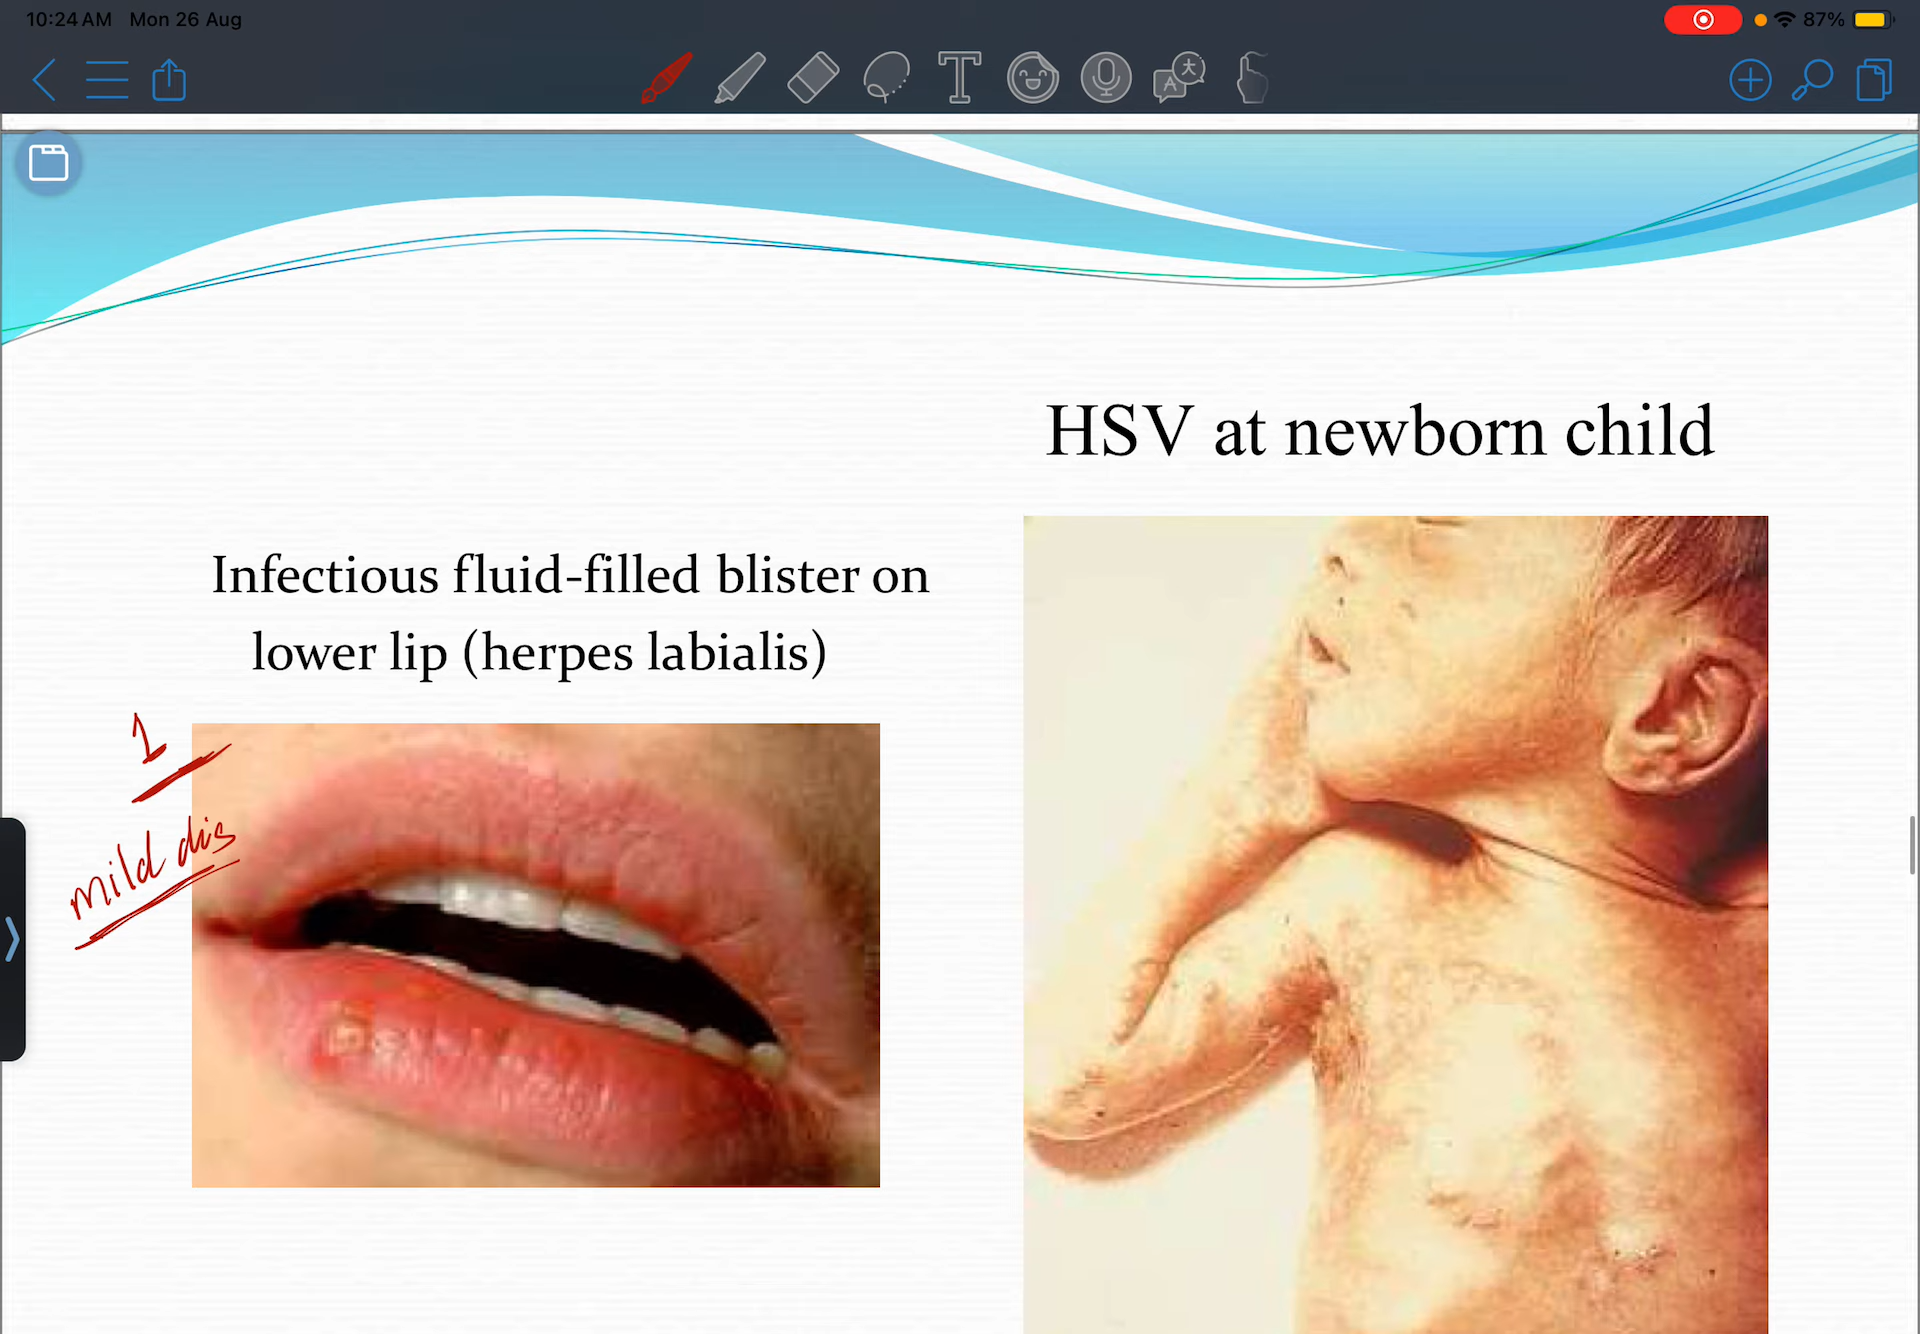 10:24 AM Mon 26 Aug
87%
HSV at newborn child
Infectious fluid-filled blister on
lower lip (herpes labialis)
1
mild dis